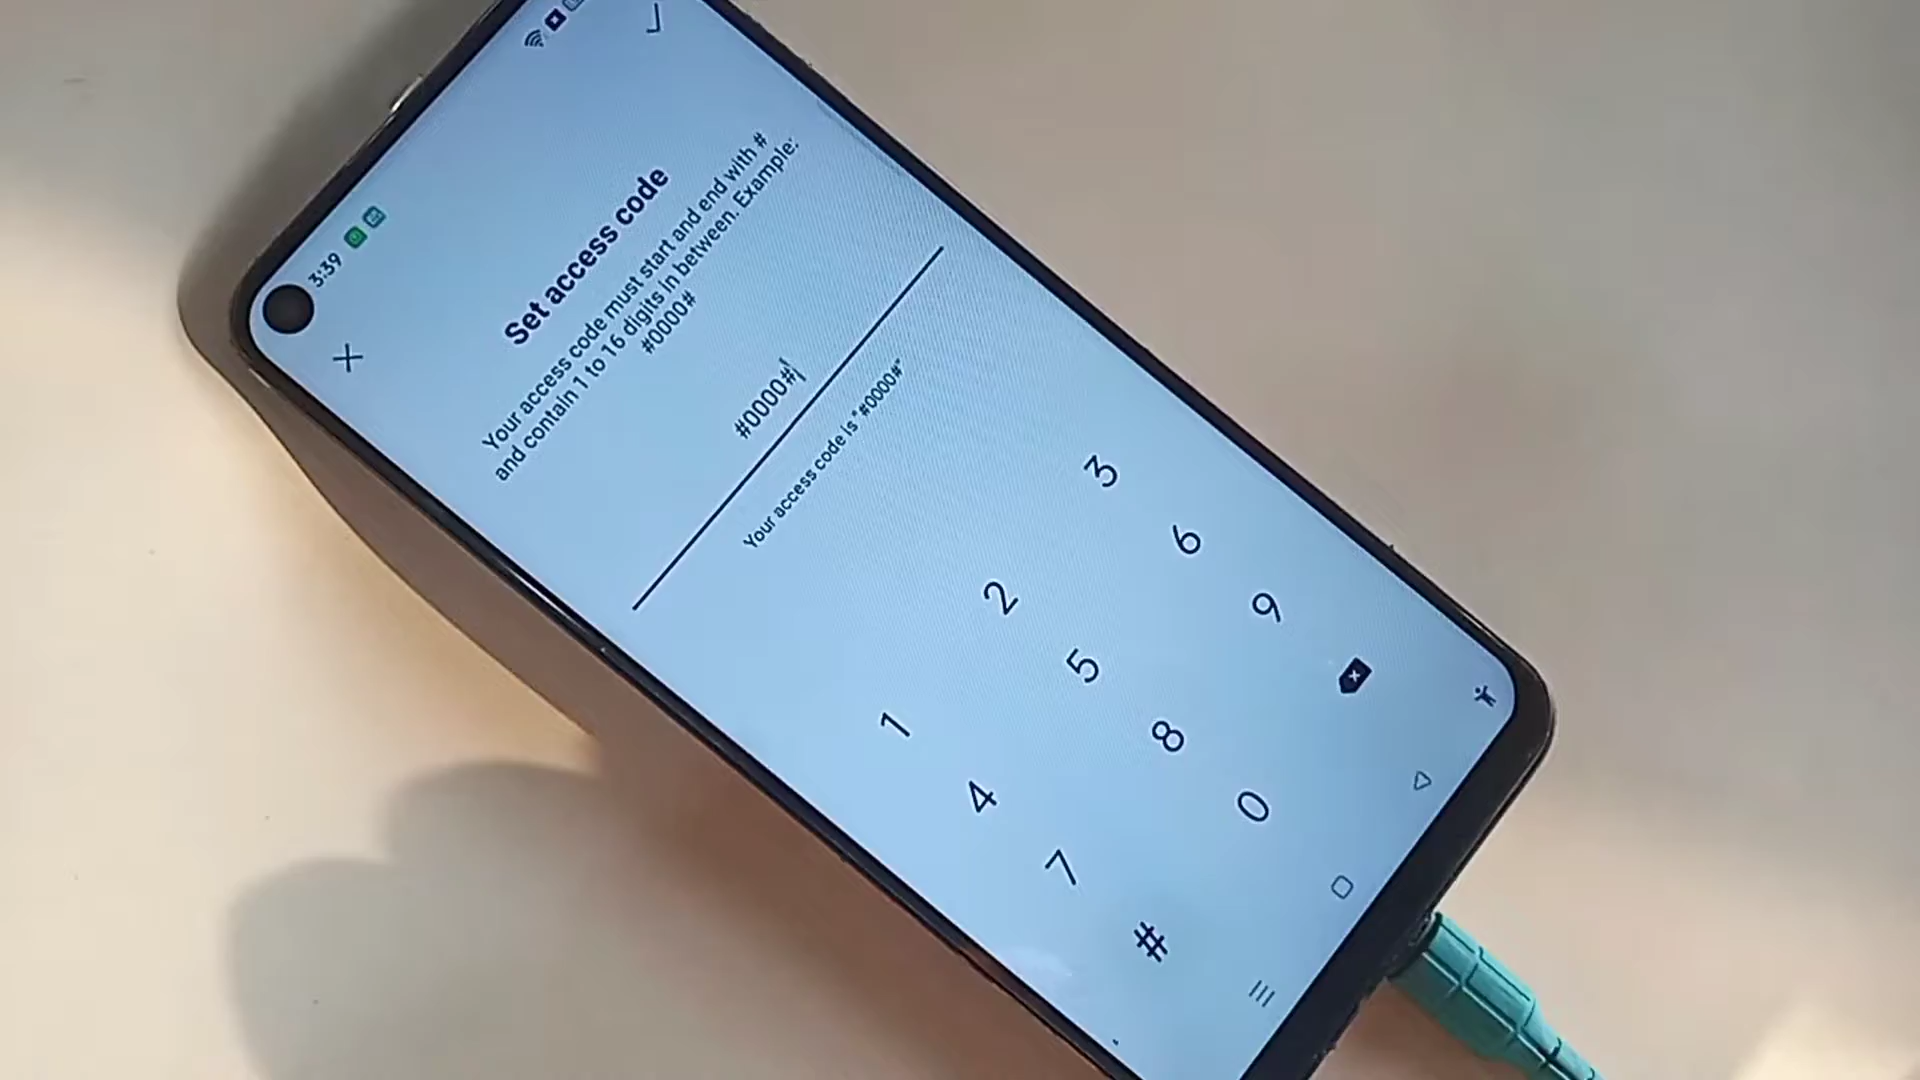 3:39
Set access code
Your access code must start and end with #
and contain 1 to 16 digits in between. Example:
#0000#
#0000#
Your access code is "#0000#"
1 2 3
4 5 6
7 8 9
# 0